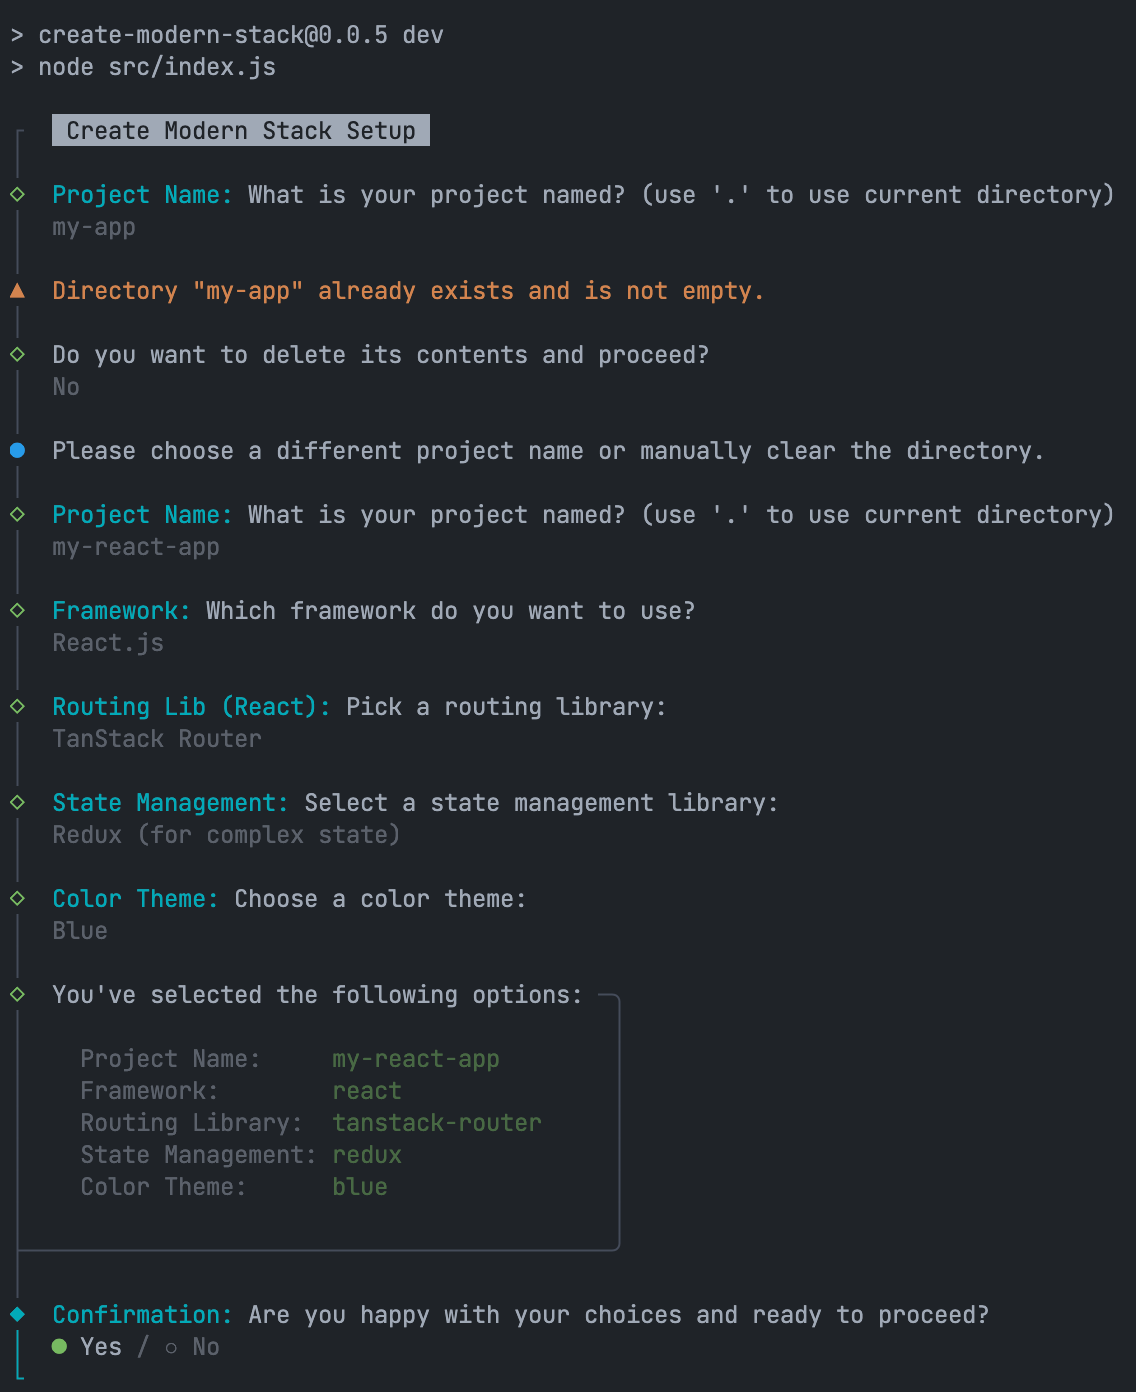 > create-modern-stack@0.0.5 dev
> node src/index.js
Create Modern Stack Setup
Project Name: What is your project named? (use '.' to use current directory)
my-app
Directory "my-app" already exists and is not empty.
Do you want to delete its contents and proceed?
No
Please choose a different project name or manually clear the directory.
Project Name: What is your project named? (use '.' to use current directory)
my-react-app
Framework: Which framework do you want to use?
React.js
Routing Lib (React): Pick a routing library:
TanStack Router
State Management: Select a state management library:
Redux (for complex state)
Color Theme: Choose a color theme:
Blue
You've selected the following options:
Project Name: my-react-app
Framework: react
Routing Library: tanstack-router
State Management: redux
Color Theme: blue
Confirmation: Are you happy with your choices and ready to proceed?
● Yes / ○ No